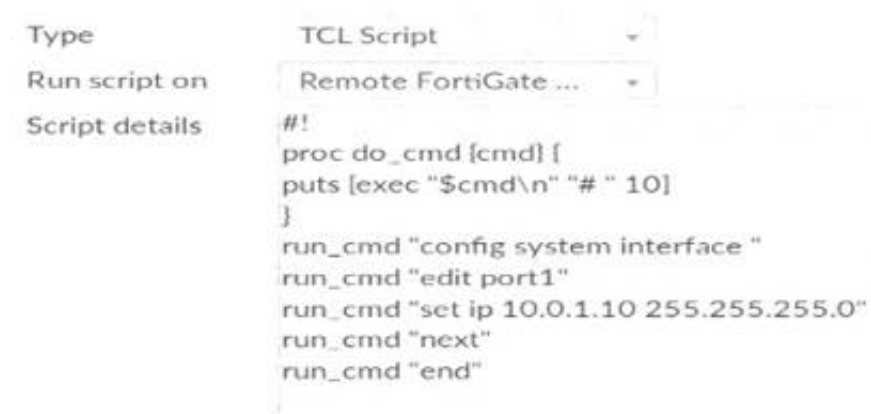 Type TCL Script
Run script on Remote FortiGate ...
Script details #!
proc do_cmd {cmd} {
puts [exec "$cmd\n" "# " 10]
}
run_cmd "config system interface "
run_cmd "edit port1"
run_cmd "set ip 10.0.1.10 255.255.255.0"
run_cmd "next"
run_cmd "end"